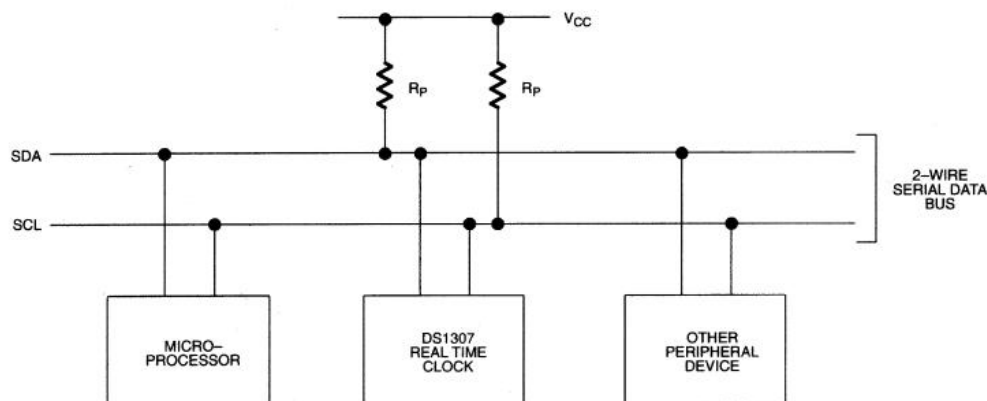 VCC
RP
RP
SDA
SCL
2–WIRE
SERIAL DATA
BUS
MICRO–
PROCESSOR
DS1307
REAL TIME
CLOCK
OTHER
PERIPHERAL
DEVICE